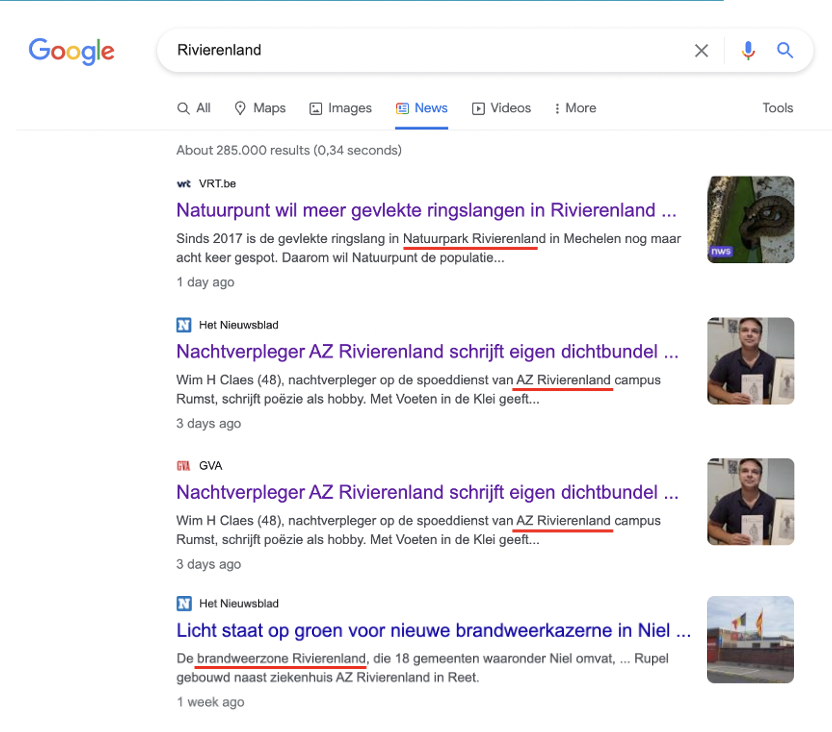 Google
Rivierenland
All Maps Images News Videos More Tools
About 285.000 results (0,34 seconds)
vrt VRT.be
Natuurpunt wil meer gevlekte ringslangen in Rivierenland ...
Sinds 2017 is de gevlekte ringslang in Natuurpark Rivierenland in Mechelen nog maar
acht keer gespot. Daarom wil Natuurpunt de populatie...
1 day ago
nws
N Het Nieuwsblad
Nachtverpleger AZ Rivierenland schrijft eigen dichtbundel ...
Wim H Claes (48), nachtverpleger op de spoeddienst van AZ Rivierenland campus
Rumst, schrijft poëzie als hobby. Met Voeten in de Klei geeft...
3 days ago
GVA GVA
Nachtverpleger AZ Rivierenland schrijft eigen dichtbundel ...
Wim H Claes (48), nachtverpleger op de spoeddienst van AZ Rivierenland campus
Rumst, schrijft poëzie als hobby. Met Voeten in de Klei geeft...
3 days ago
N Het Nieuwsblad
Licht staat op groen voor nieuwe brandweerkazerne in Niel ...
De brandweerzone Rivierenland, die 18 gemeenten waaronder Niel omvat, ... Rupel
gebouwd naast ziekenhuis AZ Rivierenland in Reet.
1 week ago